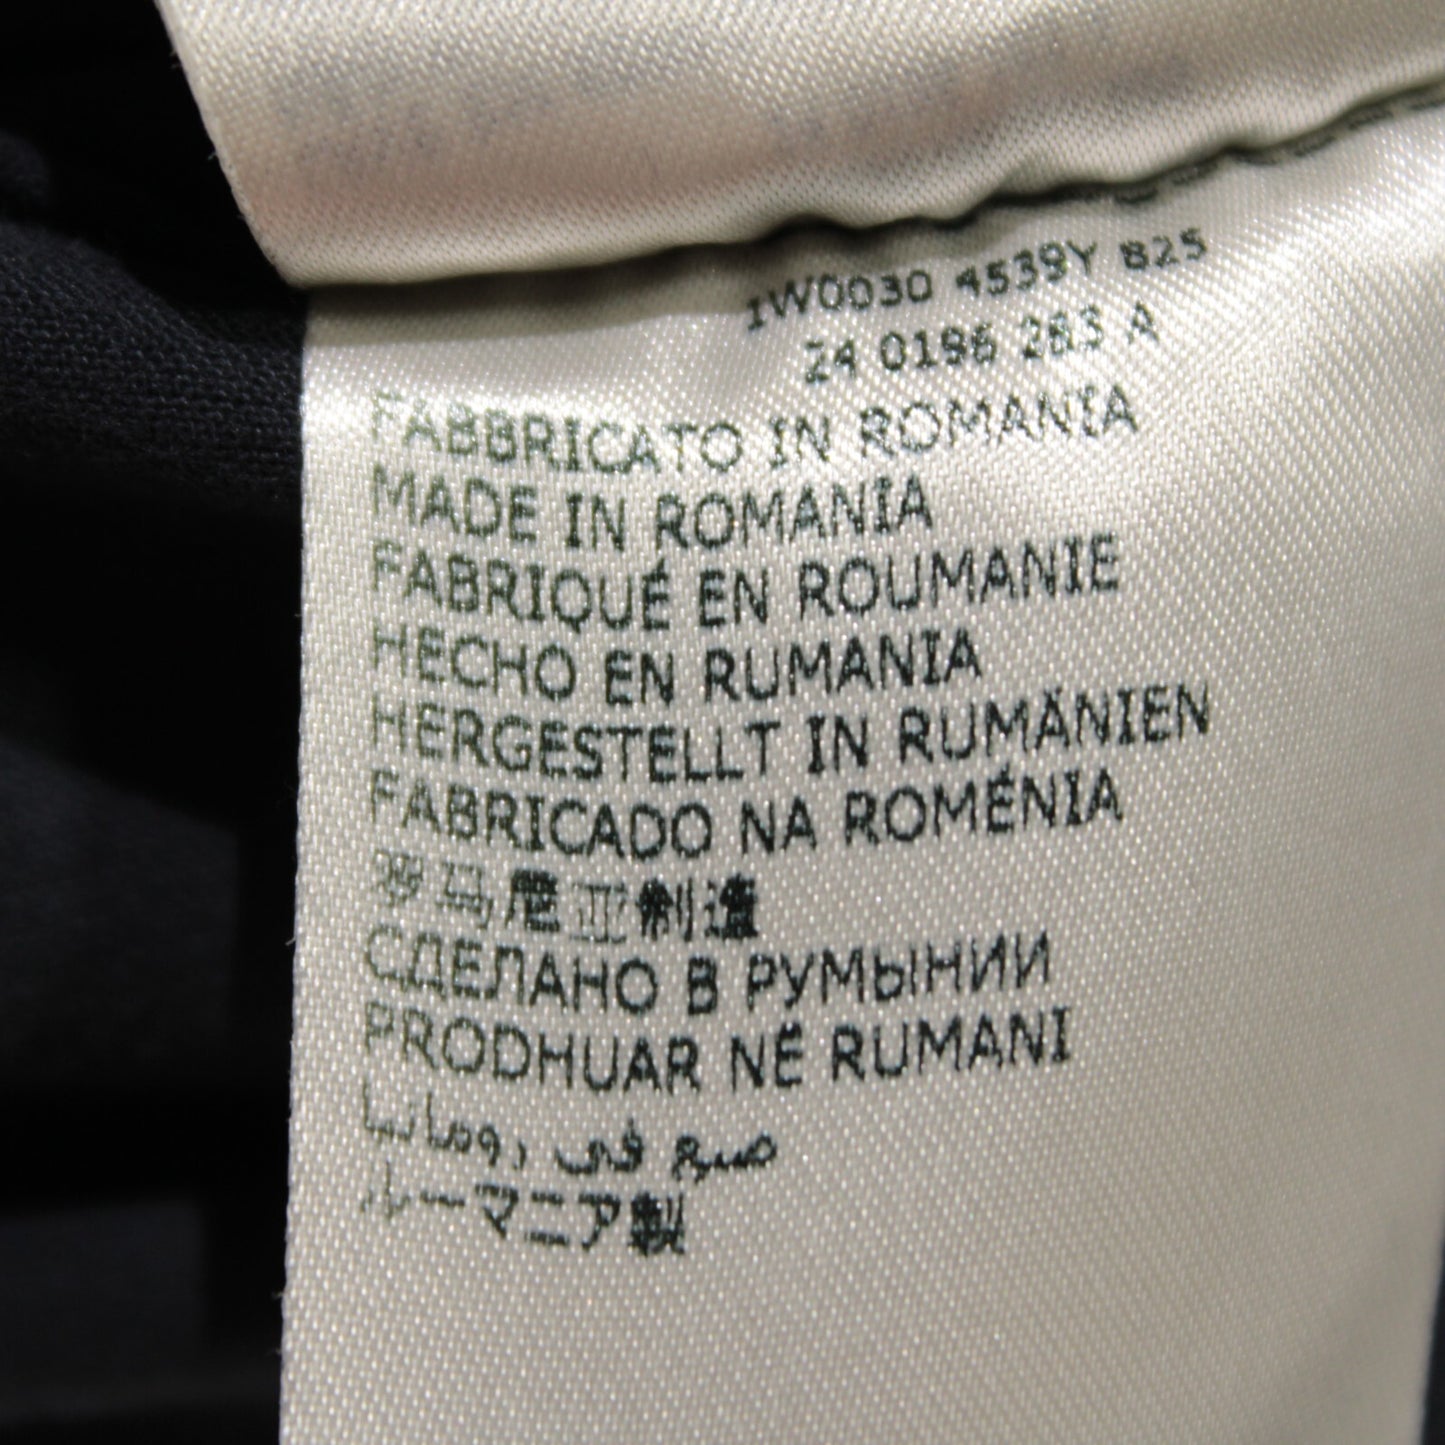 1W0030 4539Y 825
24 0196 283 A
FABBRICATO IN ROMANIA
MADE IN ROMANIA
FABRIQUÉ EN ROUMANIE
HECHO EN RUMANIA
HERGESTELLT IN RUMÄNIEN
FABRICADO NA ROMÉNIA
罗马尼亚制造
СДЕЛАНО В РУМЫНИИ
PRODHUAR NË RUMANI
صنع في رومانيا
ルーマニア製